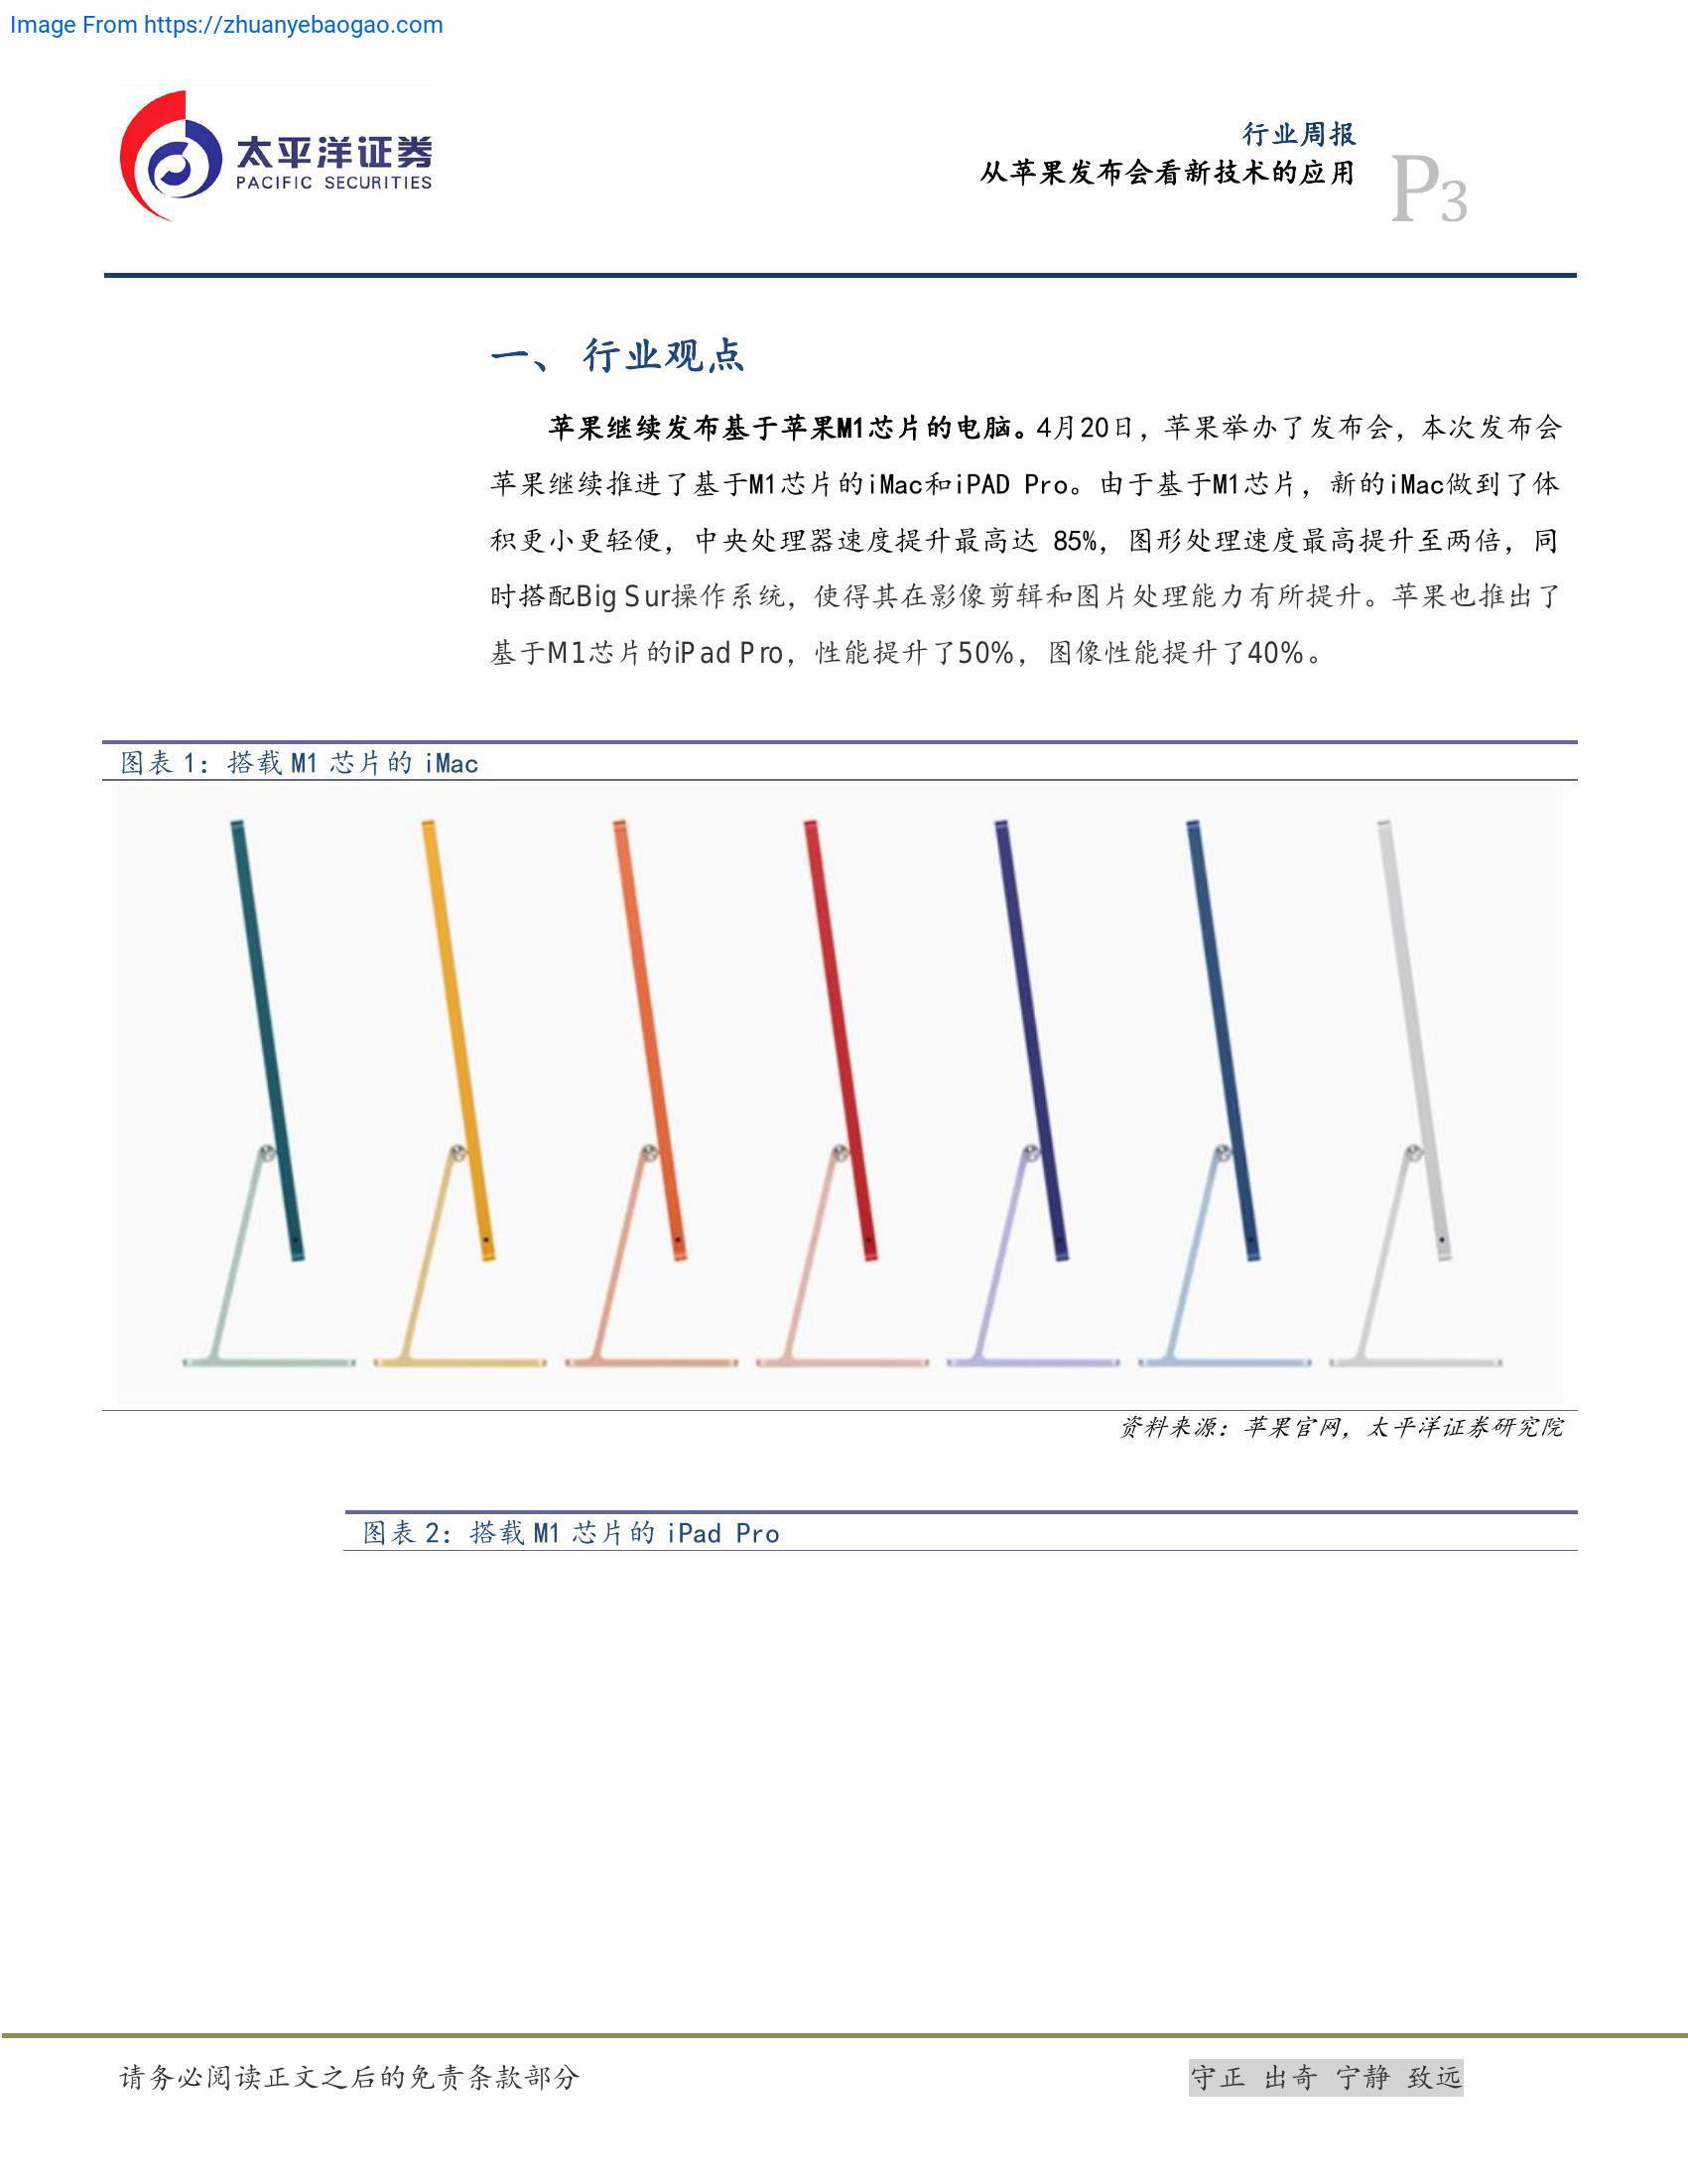 Image From https://zhuanyebaogao.com
太平洋证券
PACIFIC SECURITIES
行业周报
从苹果发布会看新技术的应用
P3
一、 行业观点
苹果继续发布基于苹果M1芯片的电脑。4月20日，苹果举办了发布会，本次发布会
苹果继续推进了基于M1芯片的iMac和iPAD Pro。由于基于M1芯片，新的iMac做到了体
积更小更轻便，中央处理器速度提升最高达 85%，图形处理速度最高提升至两倍，同
时搭配Big Sur操作系统，使得其在影像剪辑和图片处理能力有所提升。苹果也推出了
基于M1芯片的iPad Pro，性能提升了50%，图像性能提升了40%。
图表 1：搭载 M1 芯片的 iMac
资料来源：苹果官网，太平洋证券研究院
图表 2：搭载 M1 芯片的 iPad Pro
请务必阅读正文之后的免责条款部分
守正 出奇 宁静 致远